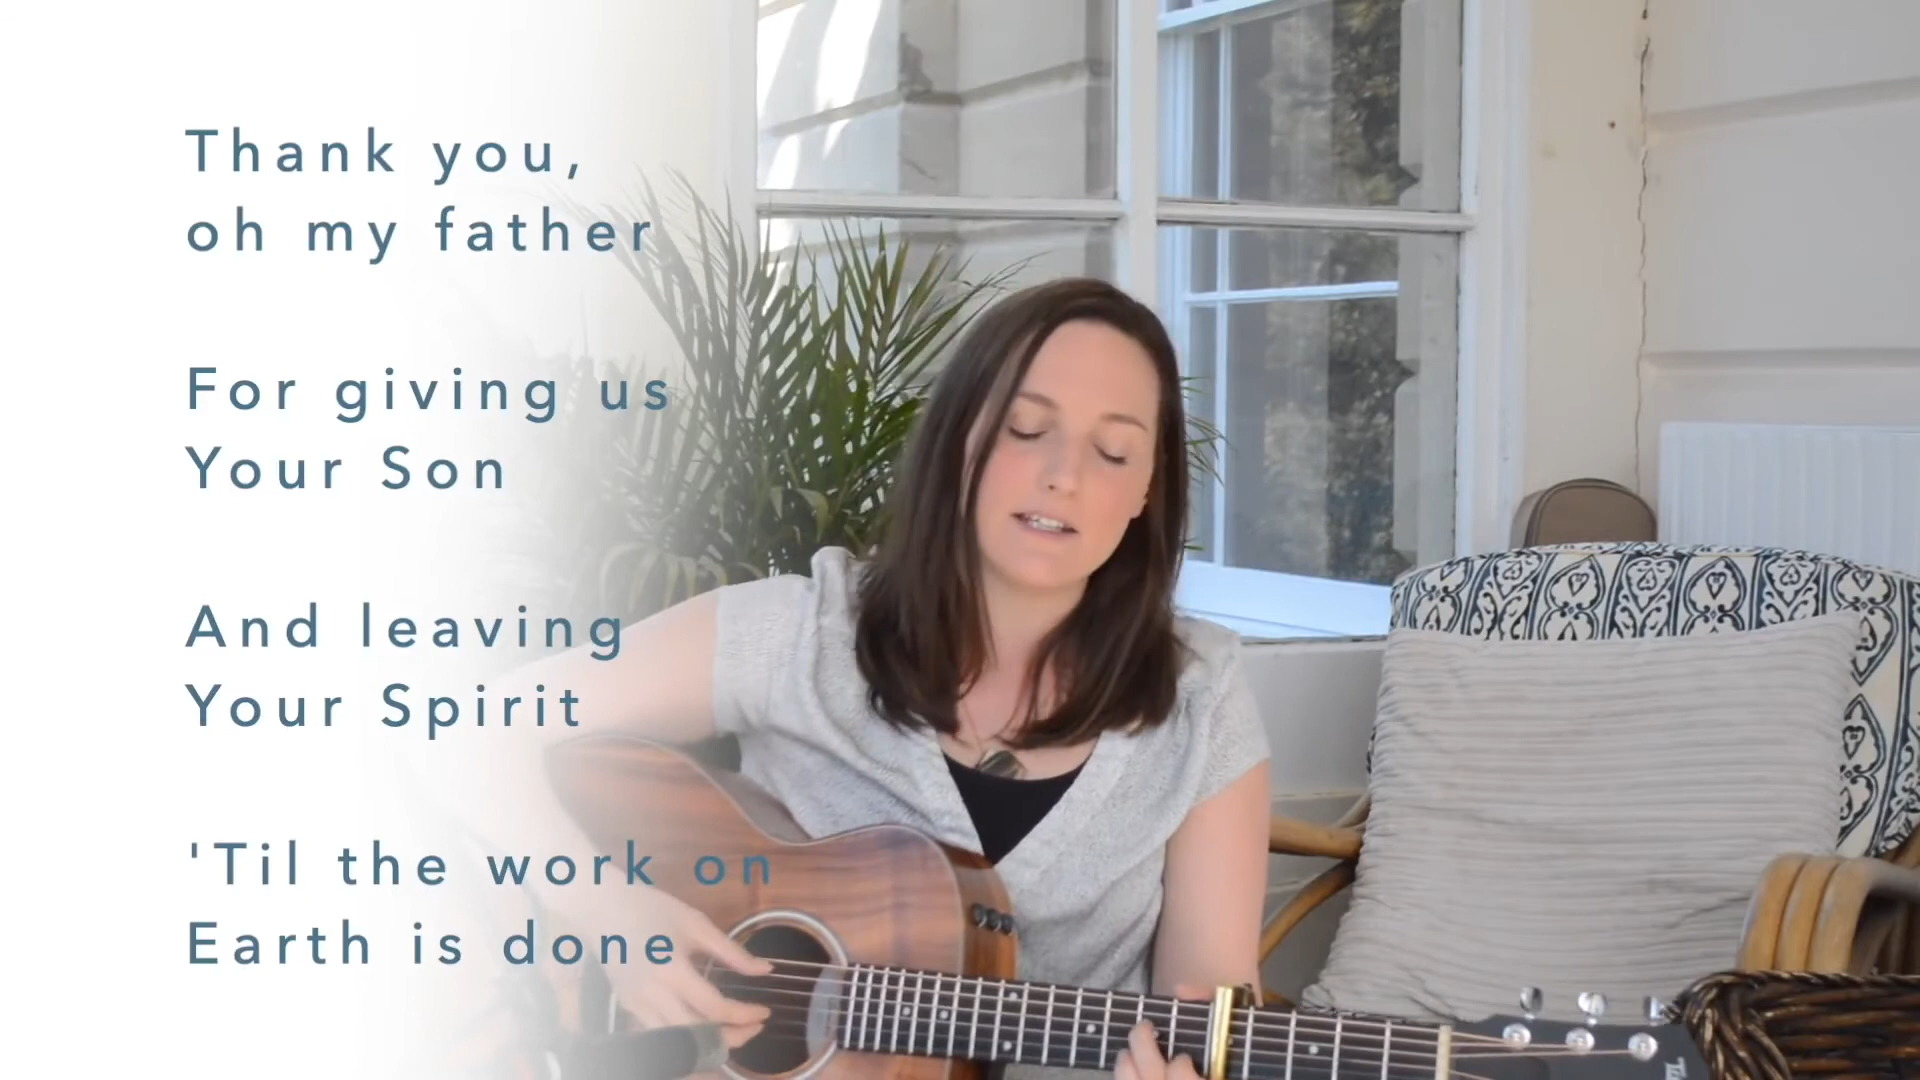 Thank you,
oh my father
For giving us
Your Son
And leaving
Your Spirit
'Til the work on
Earth is done